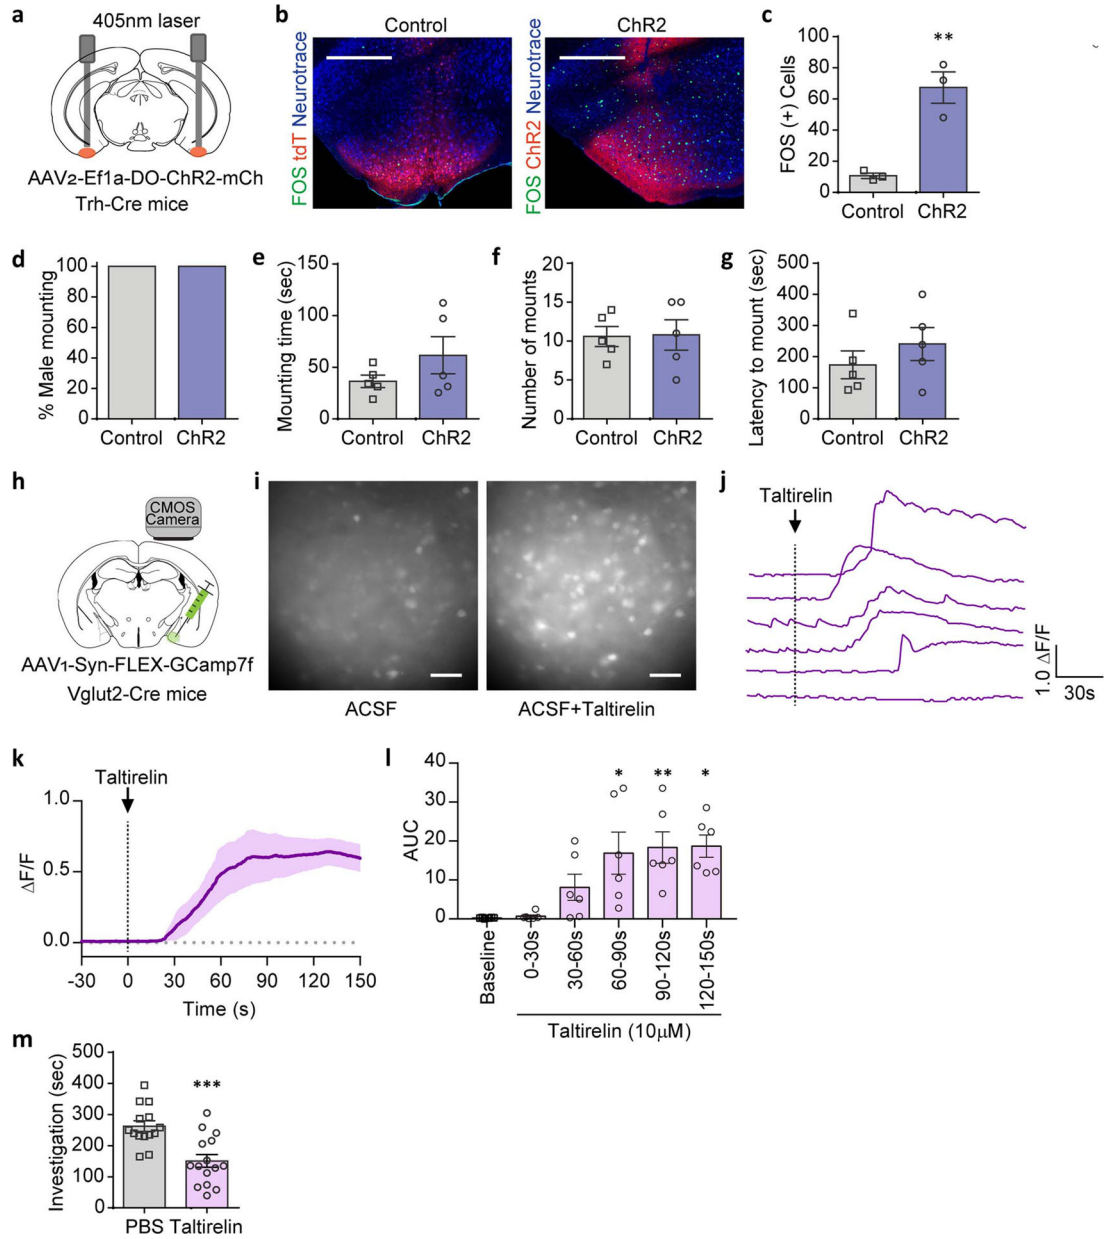 a
405nm laser
AAV2-Ef1a-DO-ChR2-mCh
Trh-Cre mice
b
Control
ChR2
FOS tdT Neurotrace
FOS ChR2 Neurotrace
c
**
FOS (+) Cells
100
80
60
40
20
0
Control
ChR2
d
% Male mounting
100
80
60
40
20
0
Control
ChR2
e
Mounting time (sec)
150
100
50
0
Control
ChR2
f
Number of mounts
20
15
10
5
0
Control
ChR2
g
Latency to mount (sec)
500
400
300
200
100
0
Control
ChR2
h
CMOS
Camera
AAV1-Syn-FLEX-GCamp7f
Vglut2-Cre mice
i
ACSF
ACSF+Taltirelin
j
Taltirelin
1.0 ΔF/F
30s
k
Taltirelin
ΔF/F
1.0
0.5
0.0
-30 0 30 60 90 120 150
Time (s)
l
AUC
40
30
20
10
0
* ** *
Baseline
0-30s
30-60s
60-90s
90-120s
120-150s
Taltirelin (10μM)
m
Investigation (sec)
500
400
300
200
100
0
***
PBS Taltirelin